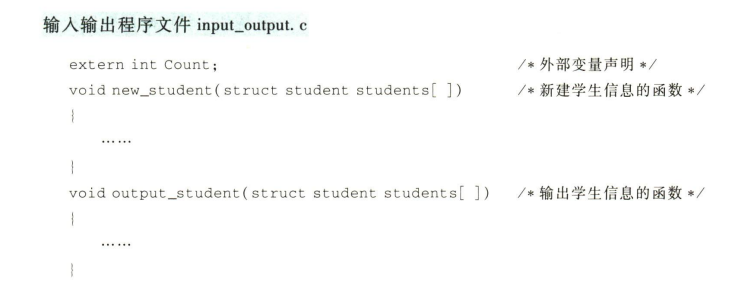 输入输出程序文件 input_output. c
extern int Count; /* 外部变量声明 */
void new_student(struct student students[ ]) /* 新建学生信息的函数 */
{
……
}
void output_student(struct student students[ ]) /* 输出学生信息的函数 */
{
……
}